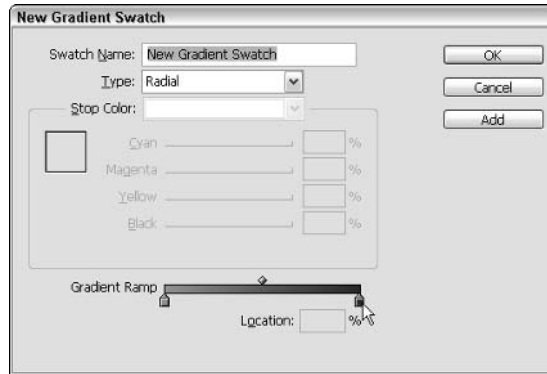 New Gradient Swatch
Swatch Name: New Gradient Swatch
OK
Type: Radial
Cancel
Stop Color:
Add
Cyan %
Magenta %
Yellow %
Black %
Gradient Ramp
Location: %